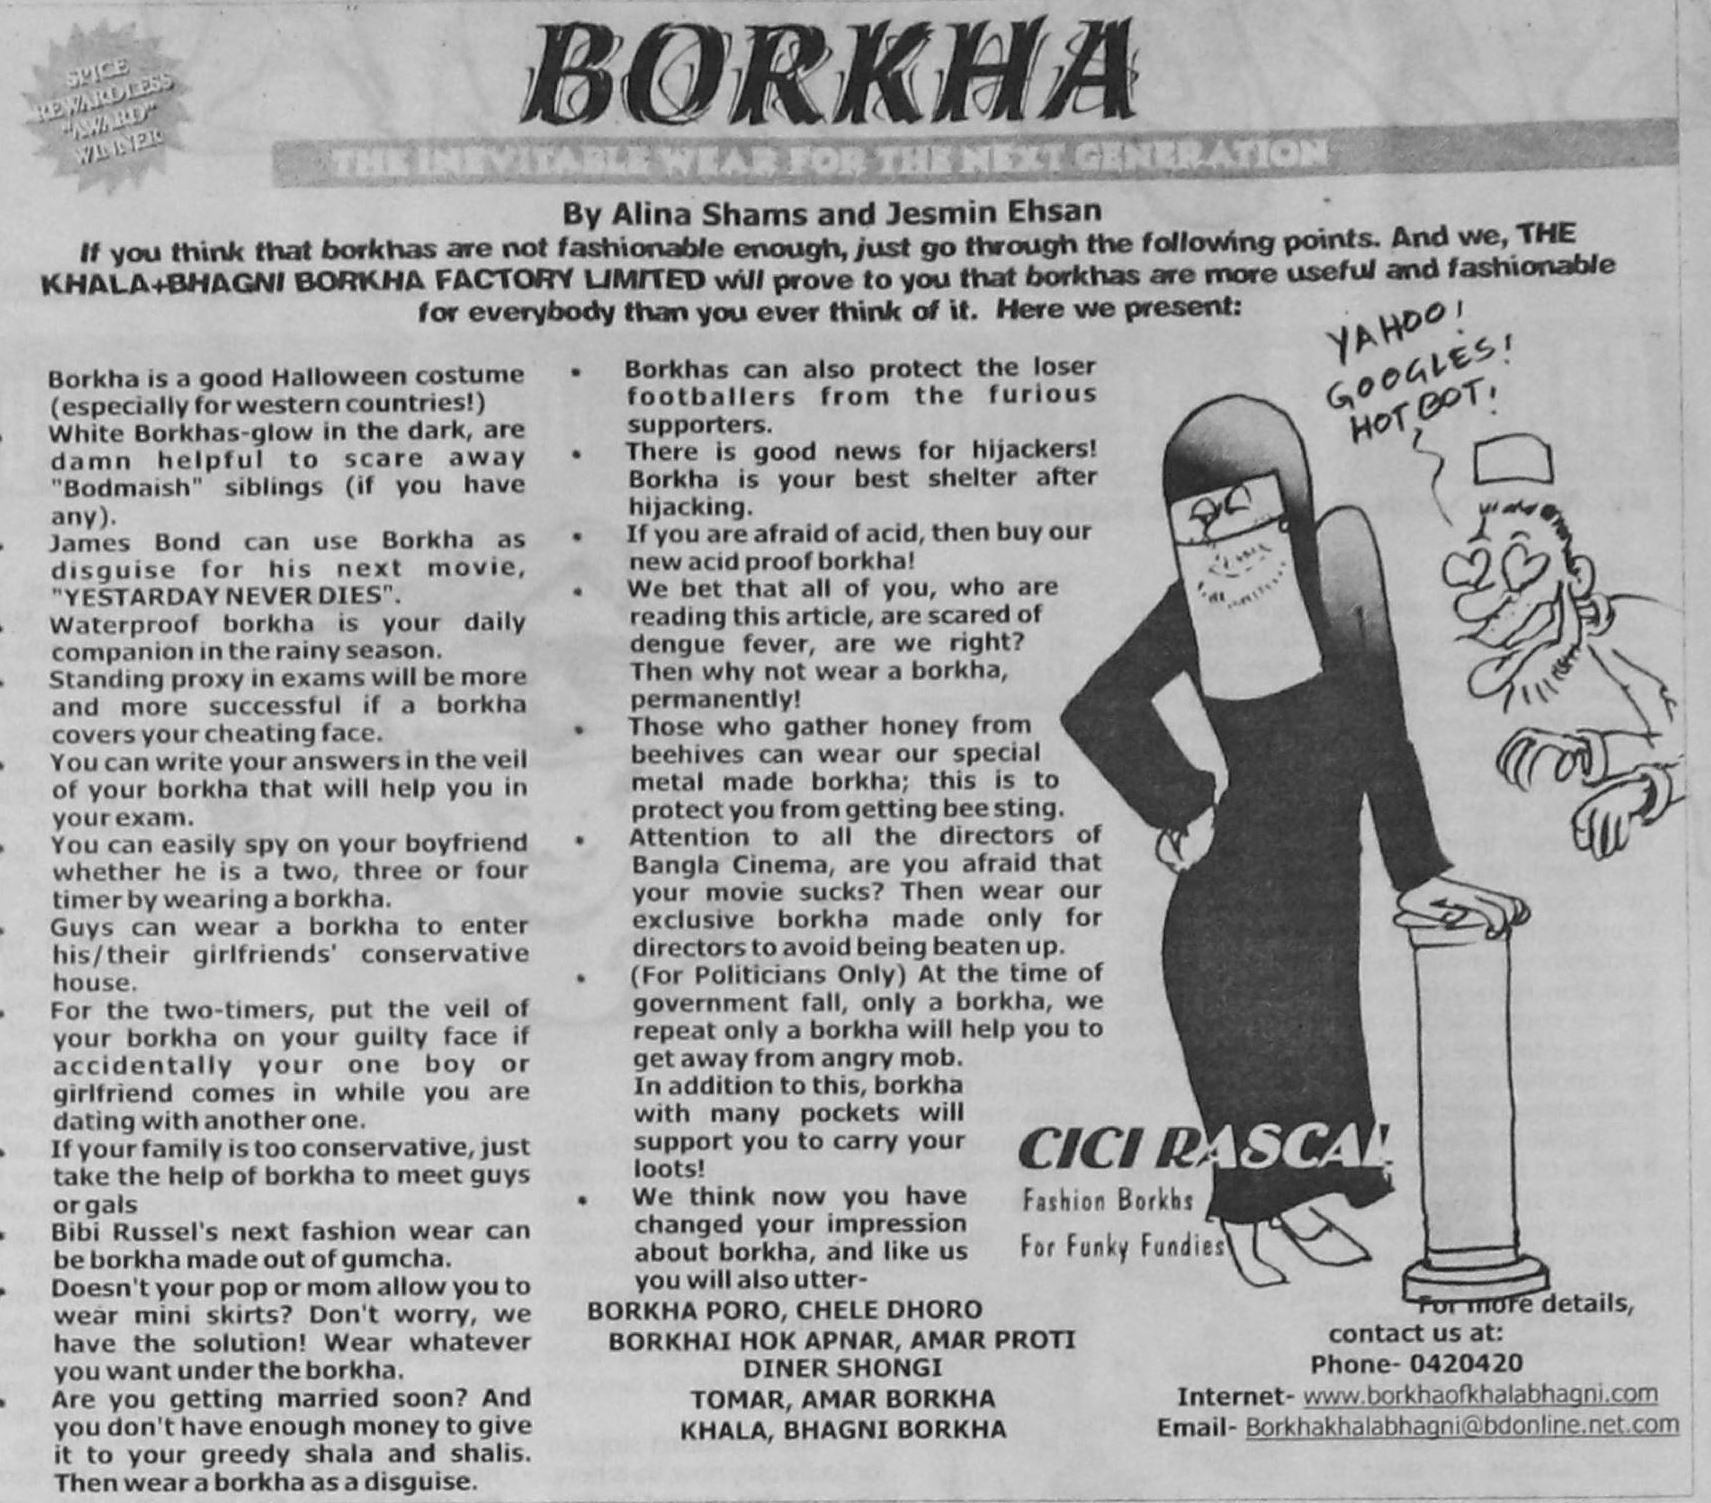 SPICE
REWARDLESS
"AWARD"
WINNER
BORKHA
THE INEVITABLE WEAR FOR THE NEXT GENERATION
By Alina Shams and Jesmin Ehsan
If you think that borkhas are not fashionable enough, just go through the following points. And we, THE
KHALA+BHAGNI BORKHA FACTORY LIMITED will prove to you that borkhas are more useful and fashionable
for everybody than you ever think of it. Here we present:
Borkha is a good Halloween costume
(especially for western countries!)
White Borkhas-glow in the dark, are
damn helpful to scare away
"Bodmaish" siblings (if you have
any).
James Bond can use Borkha as
disguise for his next movie,
"YESTARDAY NEVER DIES".
Waterproof borkha is your daily
companion in the rainy season.
Standing proxy in exams will be more
and more successful if a borkha
covers your cheating face.
You can write your answers in the veil
of your borkha that will help you in
your exam.
You can easily spy on your boyfriend
whether he is a two, three or four
timer by wearing a borkha.
Guys can wear a borkha to enter
his/their girlfriends' conservative
house.
For the two-timers, put the veil of
your borkha on your guilty face if
accidentally your one boy or
girlfriend comes in while you are
dating with another one.
If your family is too conservative, just
take the help of borkha to meet guys
or gals
Bibi Russel's next fashion wear can
be borkha made out of gumcha.
Doesn't your pop or mom allow you to
wear mini skirts? Don't worry, we
have the solution! Wear whatever
you want under the borkha.
Are you getting married soon? And
you don't have enough money to give
it to your greedy shala and shalis.
Then wear a borkha as a disguise.
• Borkhas can also protect the loser
footballers from the furious
supporters.
• There is good news for hijackers!
Borkha is your best shelter after
hijacking.
• If you are afraid of acid, then buy our
new acid proof borkha!
• We bet that all of you, who are
reading this article, are scared of
dengue fever, are we right?
Then why not wear a borkha,
permanently!
• Those who gather honey from
beehives can wear our special
metal made borkha; this is to
protect you from getting bee sting.
• Attention to all the directors of
Bangla Cinema, are you afraid that
your movie sucks? Then wear our
exclusive borkha made only for
directors to avoid being beaten up.
• (For Politicians Only) At the time of
government fall, only a borkha, we
repeat only a borkha will help you to
get away from angry mob.
In addition to this, borkha
with many pockets will
support you to carry your
loots!
• We think now you have
changed your impression
about borkha, and like us
you will also utter-
BORKHA PORO, CHELE DHORO
BORKHAI HOK APNAR, AMAR PROTI
DINER SHONGI
TOMAR, AMAR BORKHA
KHALA, BHAGNI BORKHA
YAHOO!
GOOGLES!
HOTBOT!
CICI RASCAL
Fashion Borkhs
For Funky Fundies
For more details,
contact us at:
Phone- 0420420
Internet- www.borkhaofkhalabhagni.com
Email- Borkhakhalabhagni@bdonline.net.com